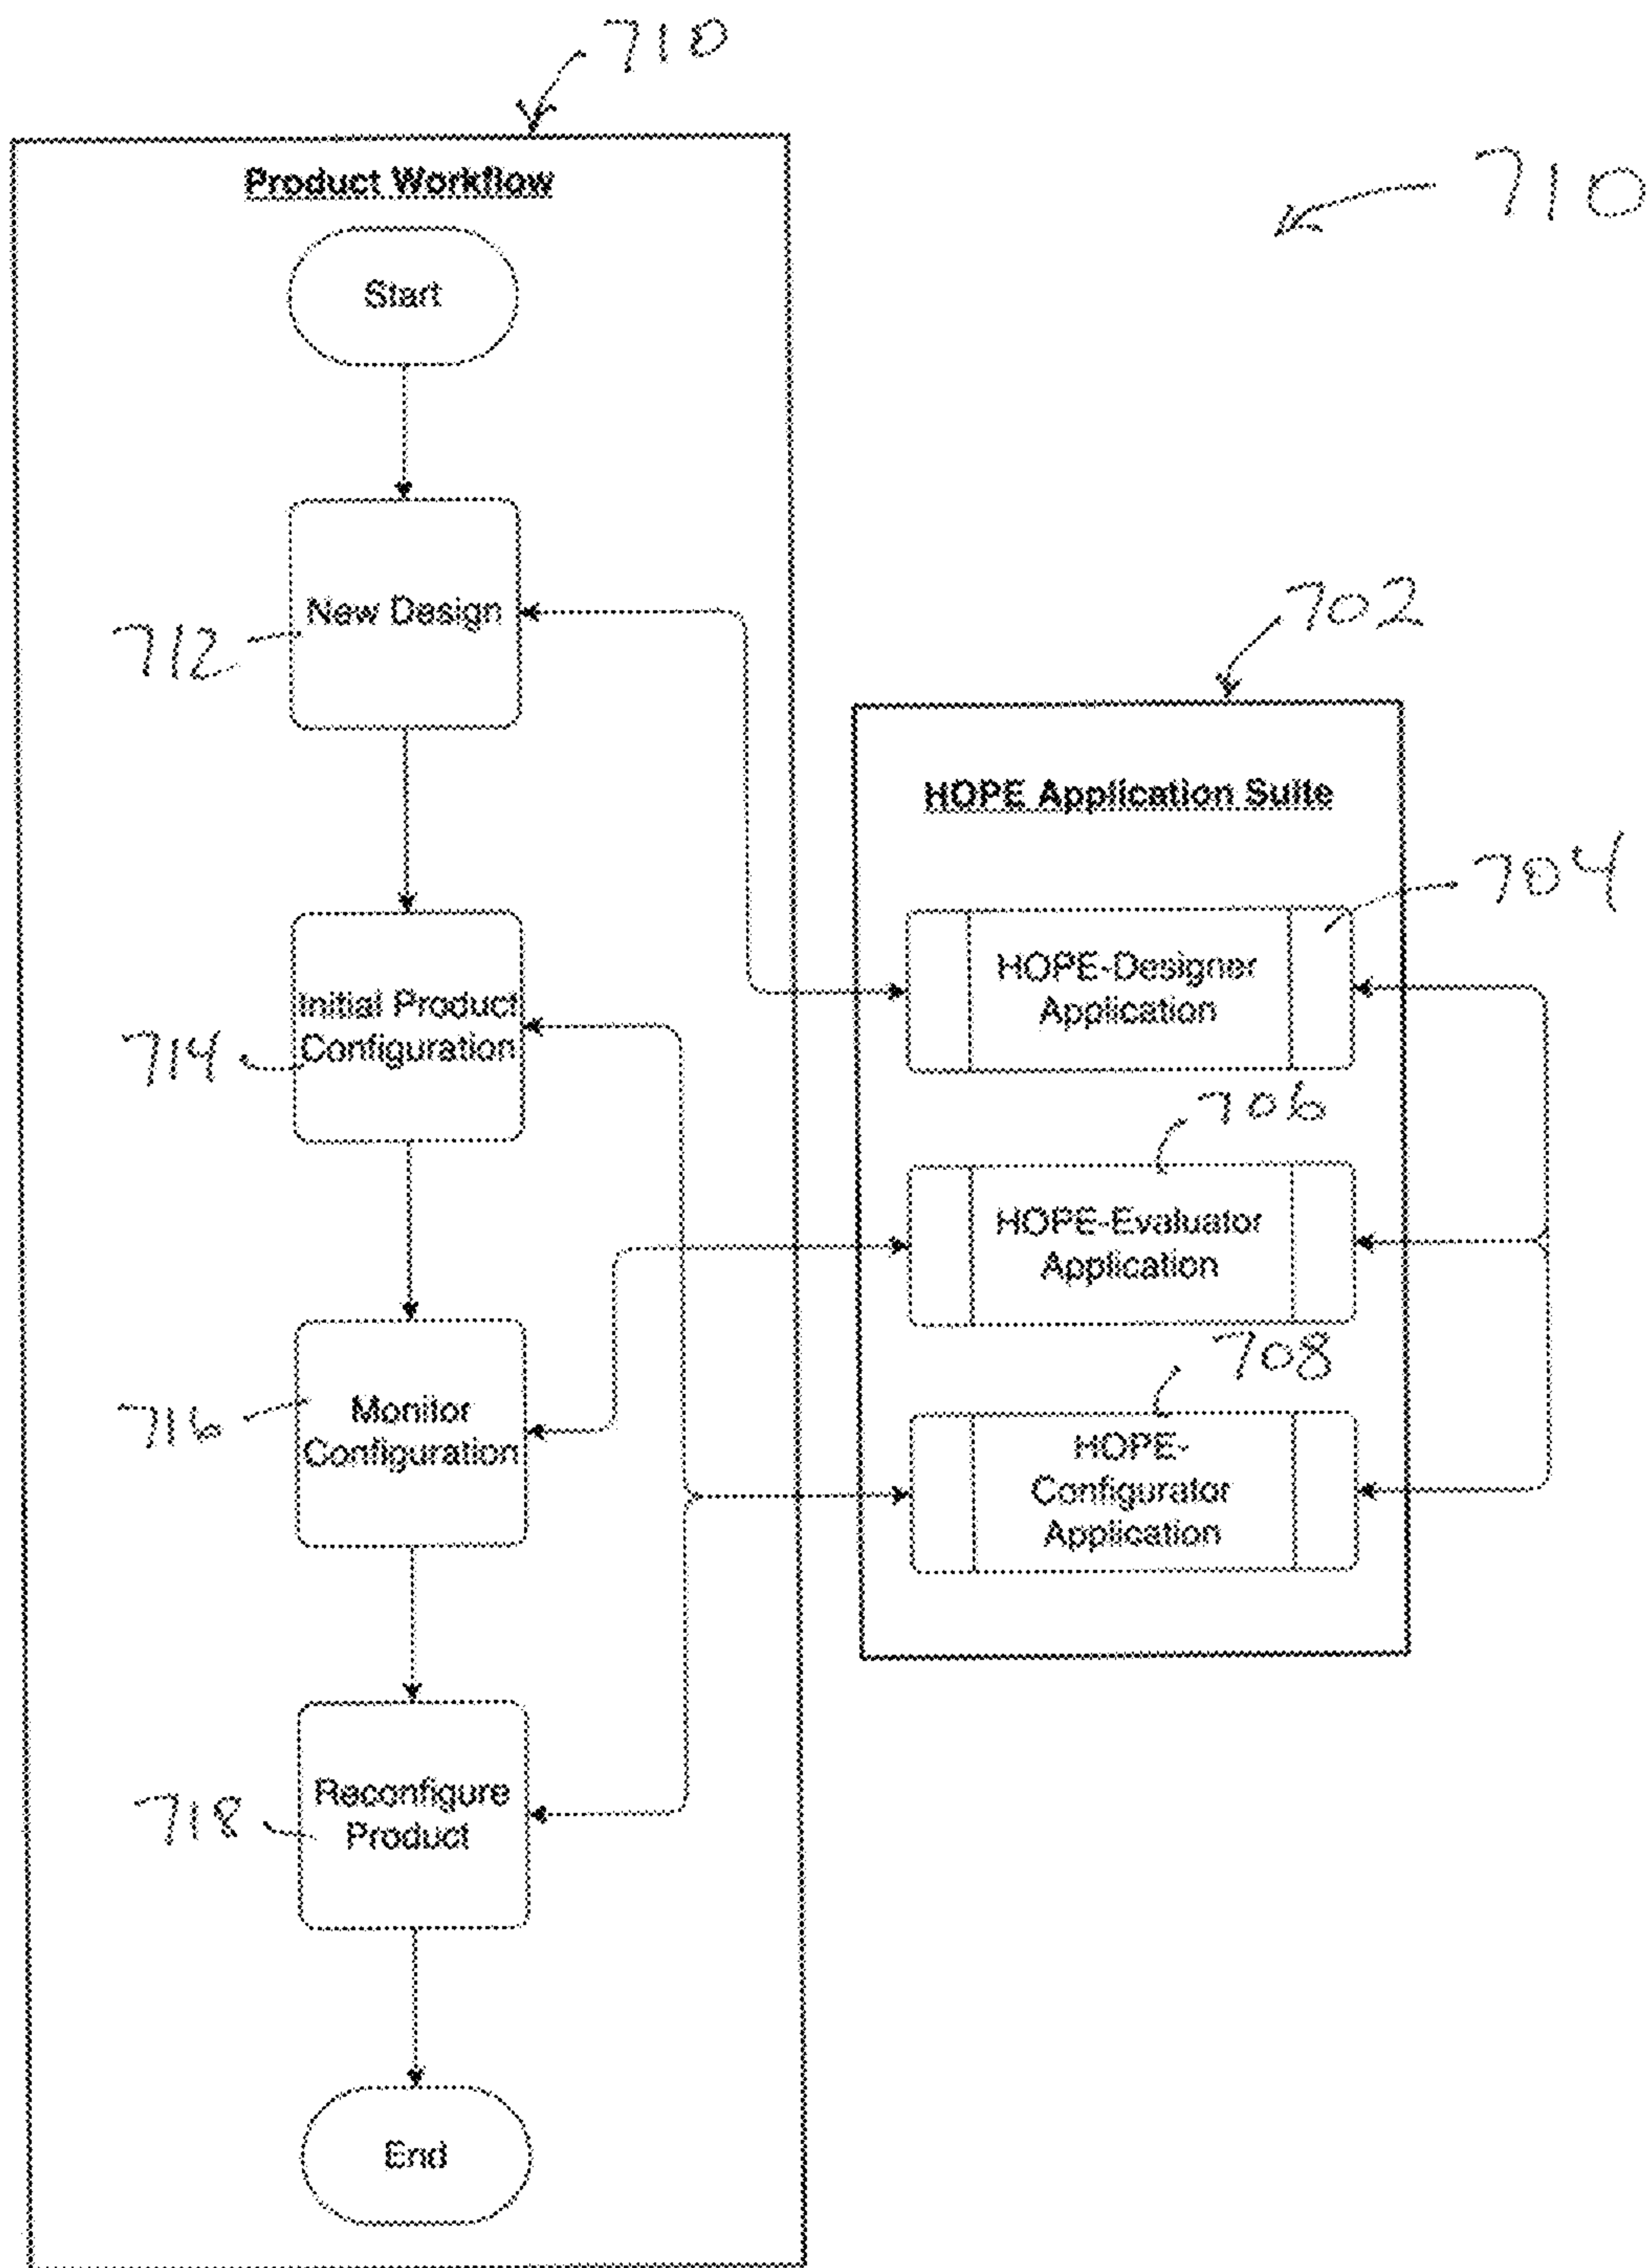 710
Product Workflow
710
Start
New Design
712
702
HOPE Application Suite
704
HOPE-Designer
Application
Initial Product
Configuration
714
706
HOPE-Evaluator
Application
708
Monitor
Configuration
716
HOPE-
Configurator
Application
Reconfigure
Product
718
End